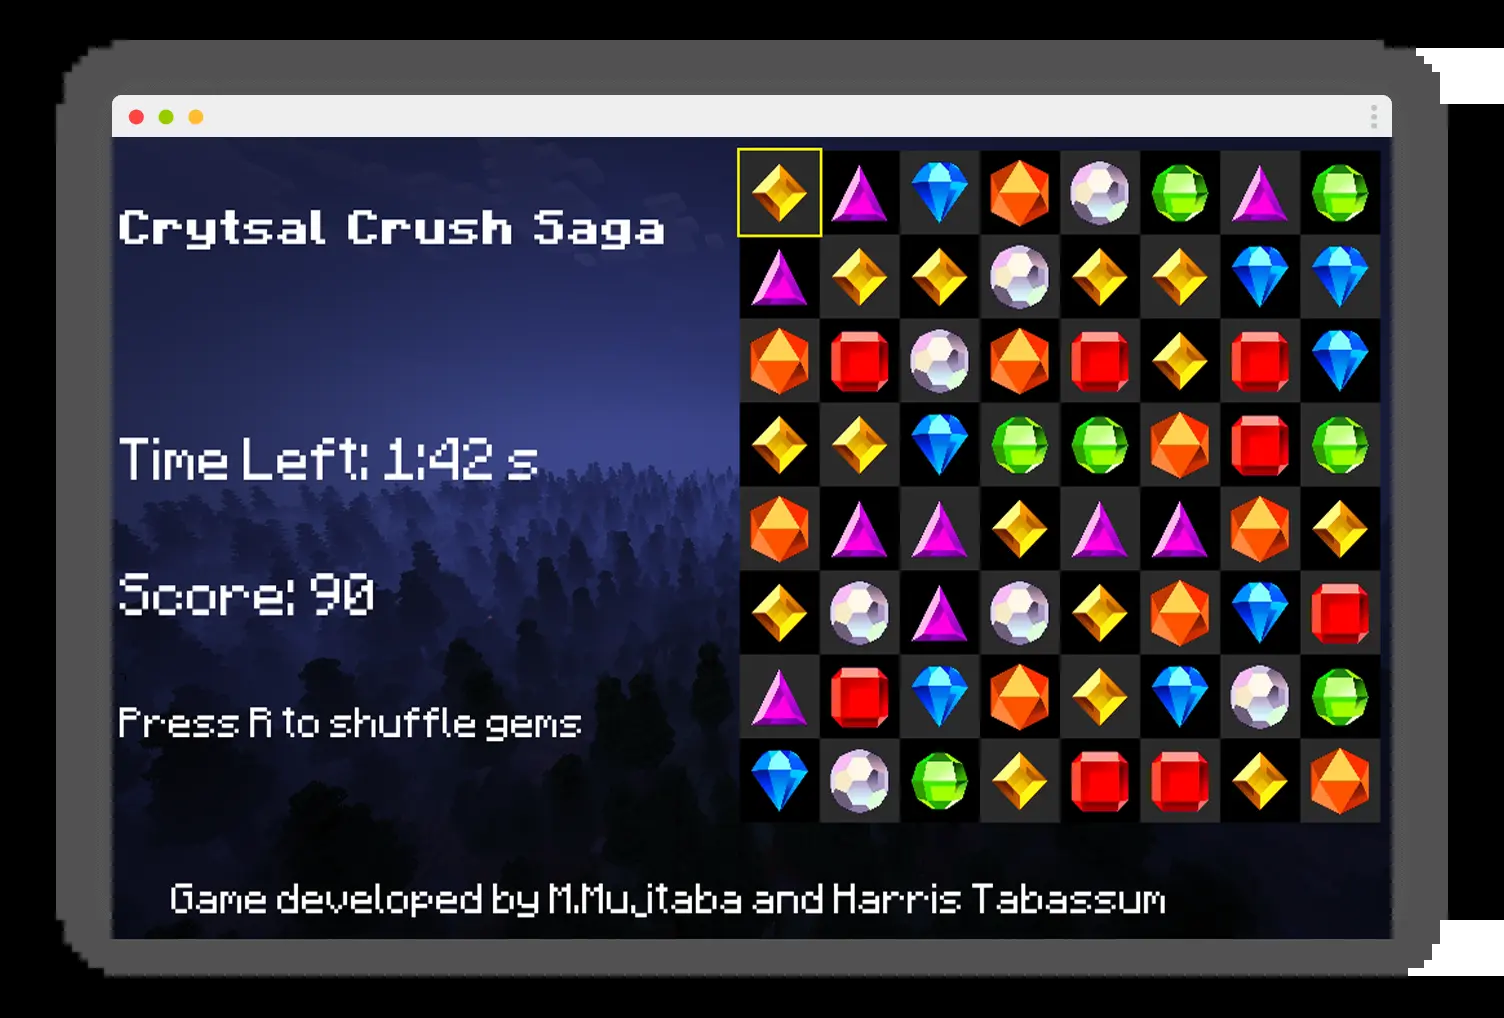 Crytsal Crush Saga
Time Left: 1:42 s
Score: 90
Press R to shuffle gems
Game developed by M.Mujtaba and Harris Tabassum